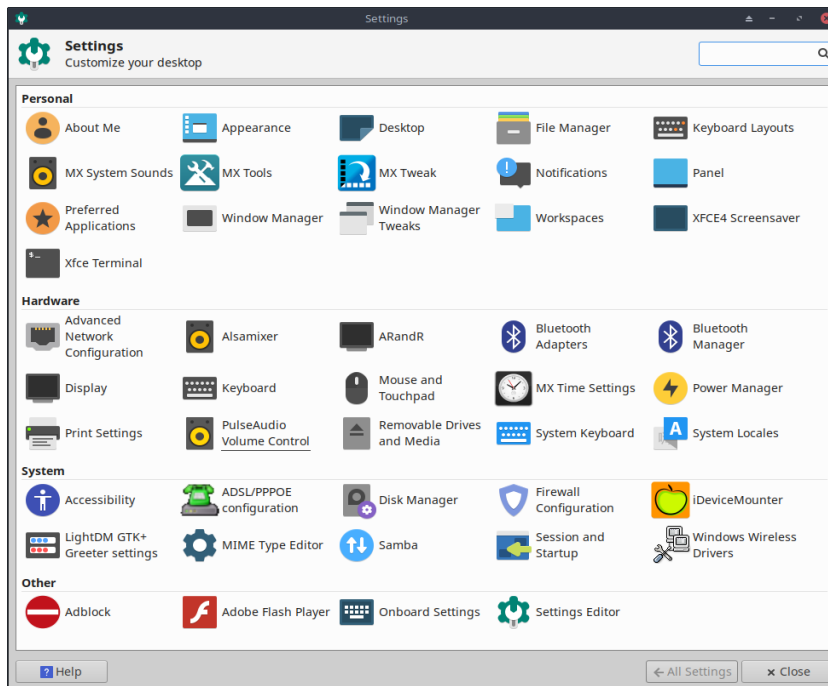 Settings
Settings
Customize your desktop
Personal
About Me
Appearance
Desktop
File Manager
Keyboard Layouts
MX System Sounds
MX Tools
MX Tweak
Notifications
Panel
Preferred
Applications
Window Manager
Window Manager
Tweaks
Workspaces
XFCE4 Screensaver
$_
Xfce Terminal
Hardware
Advanced
Network
Configuration
Alsamixer
ARandR
Bluetooth
Adapters
Bluetooth
Manager
Display
Keyboard
Mouse and
Touchpad
MX Time Settings
Power Manager
Print Settings
PulseAudio
Volume Control
Removable Drives
and Media
System Keyboard
A
System Locales
System
Accessibility
ADSL/PPPOE
configuration
Disk Manager
Firewall
Configuration
iDeviceMounter
LightDM GTK+
Greeter settings
MIME Type Editor
Samba
Session and
Startup
Windows Wireless
Drivers
Other
Adblock
Adobe Flash Player
Onboard Settings
Settings Editor
? Help
← All Settings
× Close